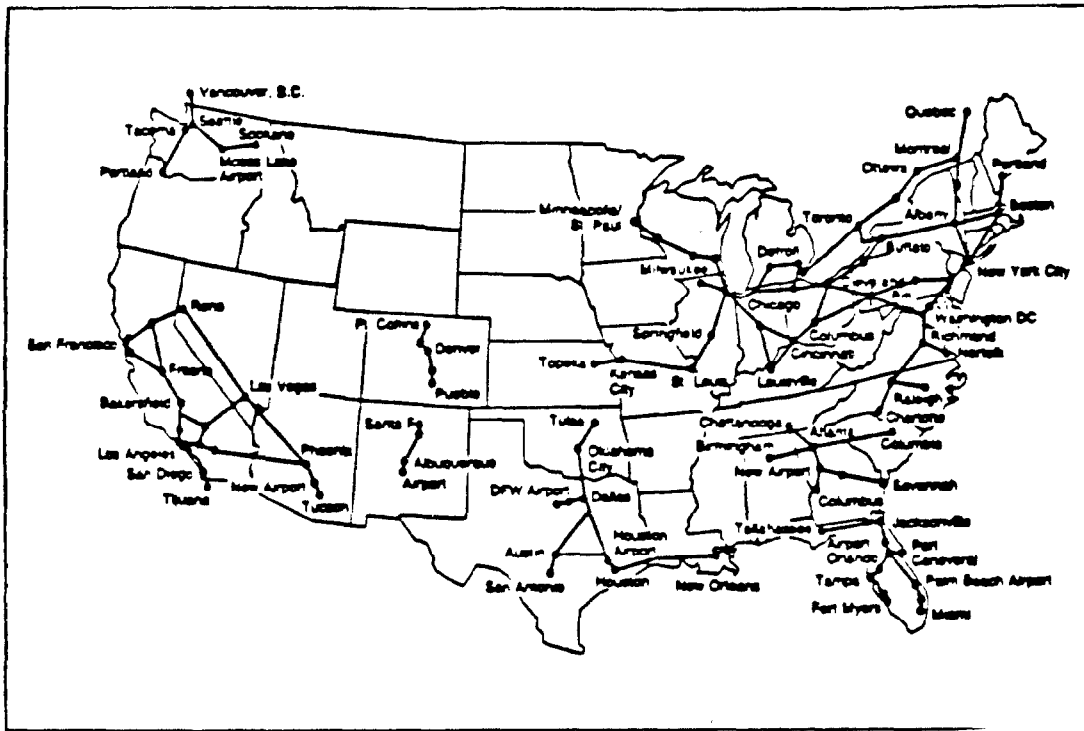 Vancouver, B.C.
Seattle
Tacoma
Spokane
Moses Lake
Airport
Portland
Quebec
Montreal
Ottawa
Portland
Toronto
Albany
Boston
Buffalo
New York City
Minneapolis/
St. Paul
Detroit
Milwaukee
Cleveland
Chicago
Washington DC
Richmond
Norfolk
Columbus
Cincinnati
Springfield
Louisville
St. Louis
Topeka
Kansas
City
Raleigh
Charlotte
Columbia
Reno
San Francisco
Fresno
Las Vegas
Bakersfield
Los Angeles
San Diego
Tijuana
Phoenix
New Airport
Tucson
Ft. Collins
Denver
Pueblo
Santa Fe
Albuquerque
Airport
Tulsa
Oklahoma
City
DFW Airport
Dallas
Houston
Airport
Austin
San Antonio
Houston
New Orleans
Chattanooga
Atlanta
Birmingham
New Airport
Columbus
Savannah
Tallahassee
Jacksonville
Airport
Orlando
Port
Canaveral
Tampa
Palm Beach Airport
Fort Myers
Miami